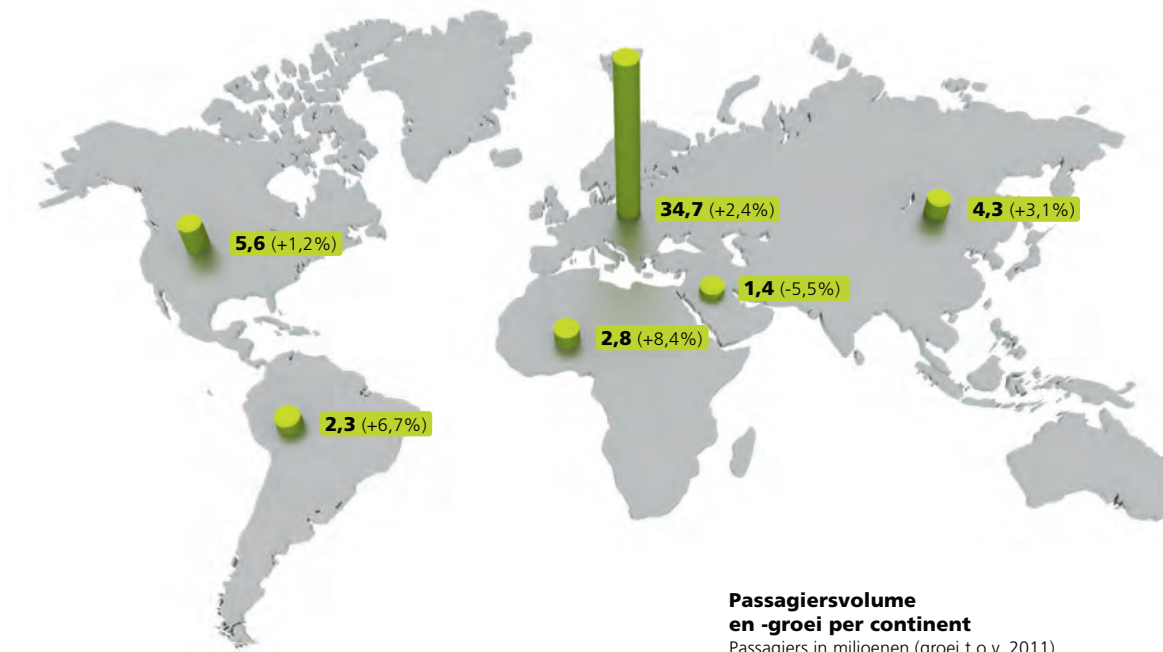 34,7 (+2,4%)
4,3 (+3,1%)
5,6 (+1,2%)
1,4 (-5,5%)
2,8 (+8,4%)
2,3 (+6,7%)
Passagiersvolume
en -groei per continent
Passagiers in miljoenen (groei t.o.v. 2011)